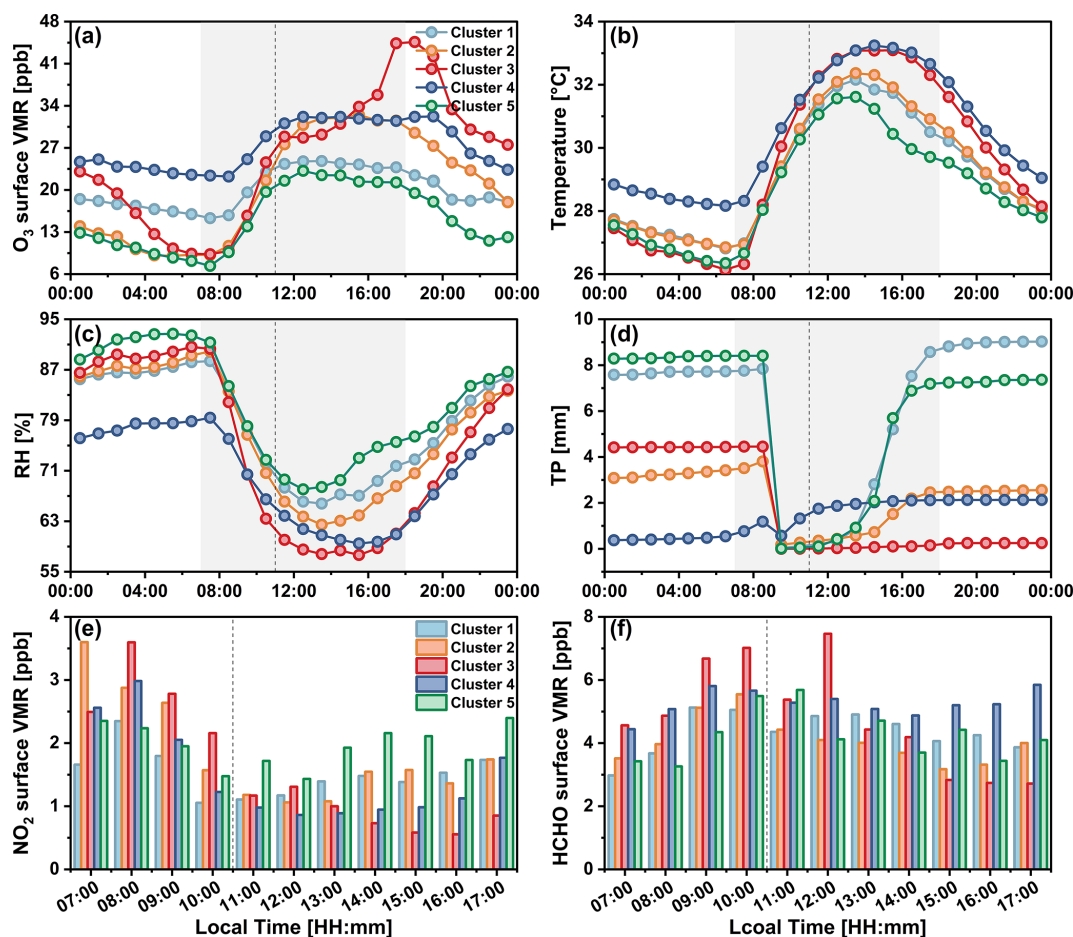 (a)
O3 surface VMR [ppb]
48
41
34
27
20
13
6
Cluster 1
Cluster 2
Cluster 3
Cluster 4
Cluster 5
00:00 04:00 08:00 12:00 16:00 20:00 00:00
(b)
Temperature [°C]
34
32
30
28
26
00:00 04:00 08:00 12:00 16:00 20:00 00:00
(c)
RH [%]
95
87
79
71
63
55
00:00 04:00 08:00 12:00 16:00 20:00 00:00
(d)
TP [mm]
10
8
6
4
2
0
00:00 04:00 08:00 12:00 16:00 20:00 00:00
(e)
NO2 surface VMR [ppb]
4
3
2
1
0
Cluster 1
Cluster 2
Cluster 3
Cluster 4
Cluster 5
07:00 08:00 09:00 10:00 11:00 12:00 13:00 14:00 15:00 16:00 17:00
Local Time [HH:mm]
(f)
HCHO surface VMR [ppb]
8
6
4
2
0
07:00 08:00 09:00 10:00 11:00 12:00 13:00 14:00 15:00 16:00 17:00
Lcoal Time [HH:mm]